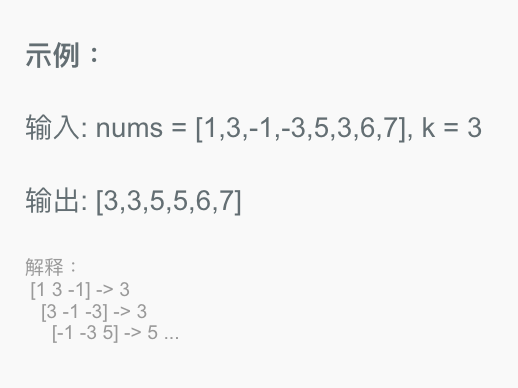 示例：
输入: nums = [1,3,-1,-3,5,3,6,7], k = 3
输出: [3,3,5,5,6,7]
解释：
[1 3 -1] -> 3
[3 -1 -3] -> 3
[-1 -3 5] -> 5 ...